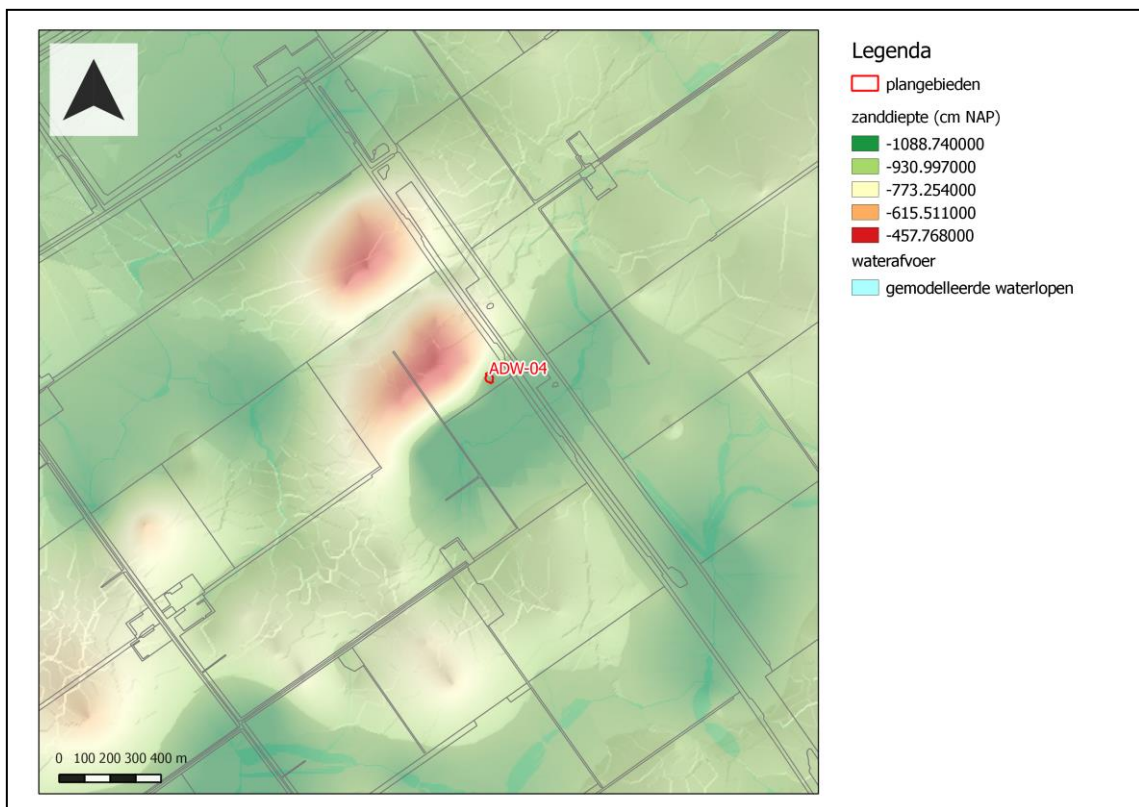 Legenda
plangebieden
zanddiepte (cm NAP)
-1088.740000
-930.997000
-773.254000
-615.511000
-457.768000
waterafvoer
gemodelleerde waterlopen
ADW-04
0 100 200 300 400 m